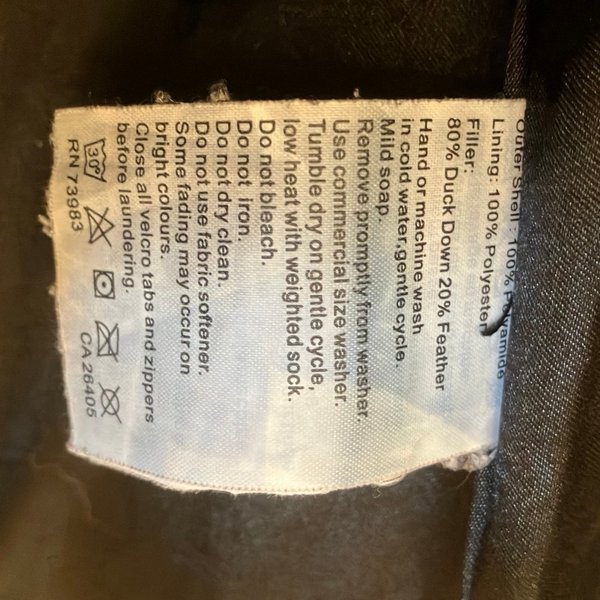 Outer Shell : 100% Polyamide
Lining: 100% Polyester
Filler:
80% Duck Down 20% Feather
Hand or machine wash
in cold water,gentle cycle.
Mild soap.
Remove promptly from washer.
Use commercial size washer.
Tumble dry on gentle cycle,
low heat with weighted sock.
Do not bleach.
Do not iron.
Do not dry clean.
Do not use fabric softener.
Some fading may occur on
bright colours.
Close all velcro tabs and zippers
before laundering.
30°
RN 73983 CA 26405